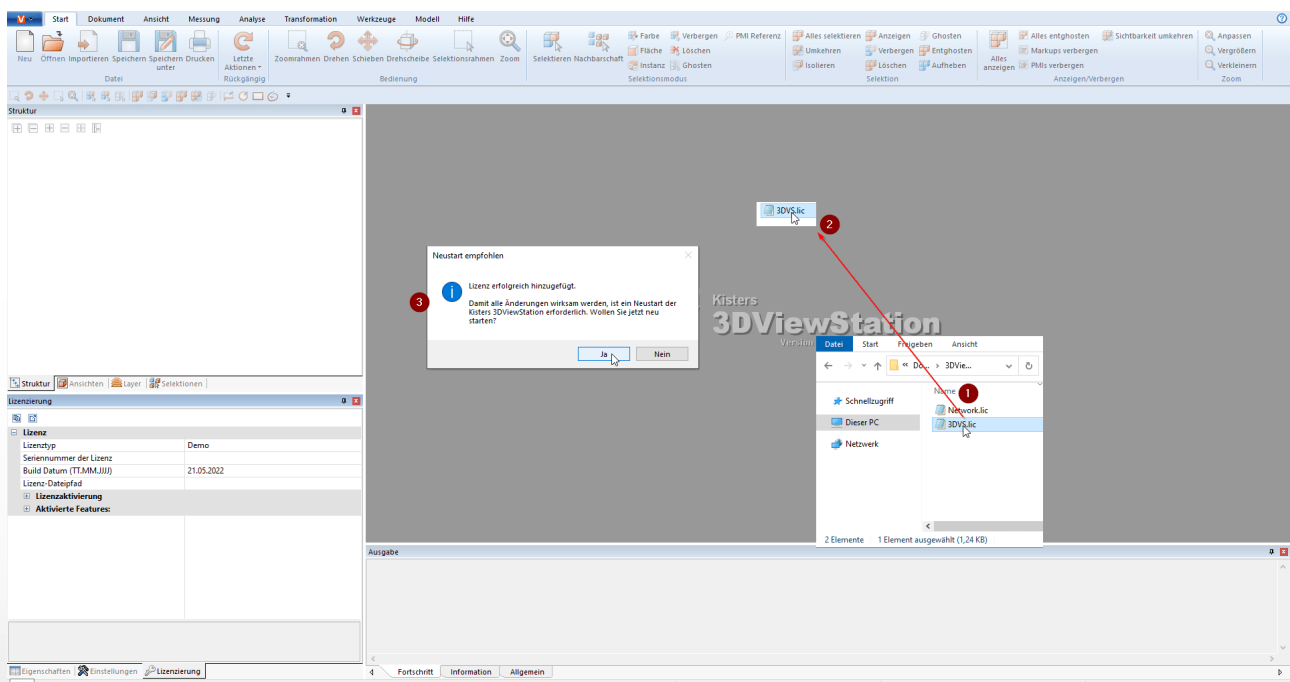 V Start Dokument Ansicht Messung Analyse Transformation Werkzeuge Modell Hilfe
Neu Öffnen Importieren Speichern Speichern unter Drucken
Datei
Letzte Aktionen
Rückgängig
Zoomrahmen Drehen Schieben Drehscheibe Selektionsrahmen Zoom
Bedienung
Selektieren Nachbarschaft
Farbe Verbergen PMI Referenz
Fläche Löschen
Instanz Ghosten
Selektionsmodus
Alles selektieren Anzeigen Ghosten
Umkehren Verbergen Entghosten
Isolieren Löschen Aufheben
Selektion
Alles anzeigen
Alles entghosten Sichtbarkeit umkehren
Markups verbergen
PMIs verbergen
Anzeigen/Verbergen
Anpassen
Vergrößern
Verkleinern
Zoom
Struktur
3DVS.lic
2
Neustart empfohlen
3
Lizenz erfolgreich hinzugefügt.
Damit alle Änderungen wirksam werden, ist ein Neustart der
Kisters 3DViewStation erforderlich. Wollen Sie jetzt neu
starten?
Ja Nein
Kisters
3DViewStation
Version
Datei Start Freigeben Ansicht
« Do... › 3DVie...
Name
1
Schnellzugriff
Dieser PC
Netzwerk
Network.lic
3DVS.lic
2 Elemente 1 Element ausgewählt (1,24 KB)
Struktur Ansichten Layer Selektionen
Lizenzierung
Lizenz
Lizenztyp Demo
Seriennummer der Lizenz
Build Datum (TT.MM.JJJJ) 21.05.2022
Lizenz-Dateipfad
Lizenzaktivierung
Aktivierte Features:
Eigenschaften Einstellungen Lizenzierung
Ausgabe
Fortschritt Information Allgemein